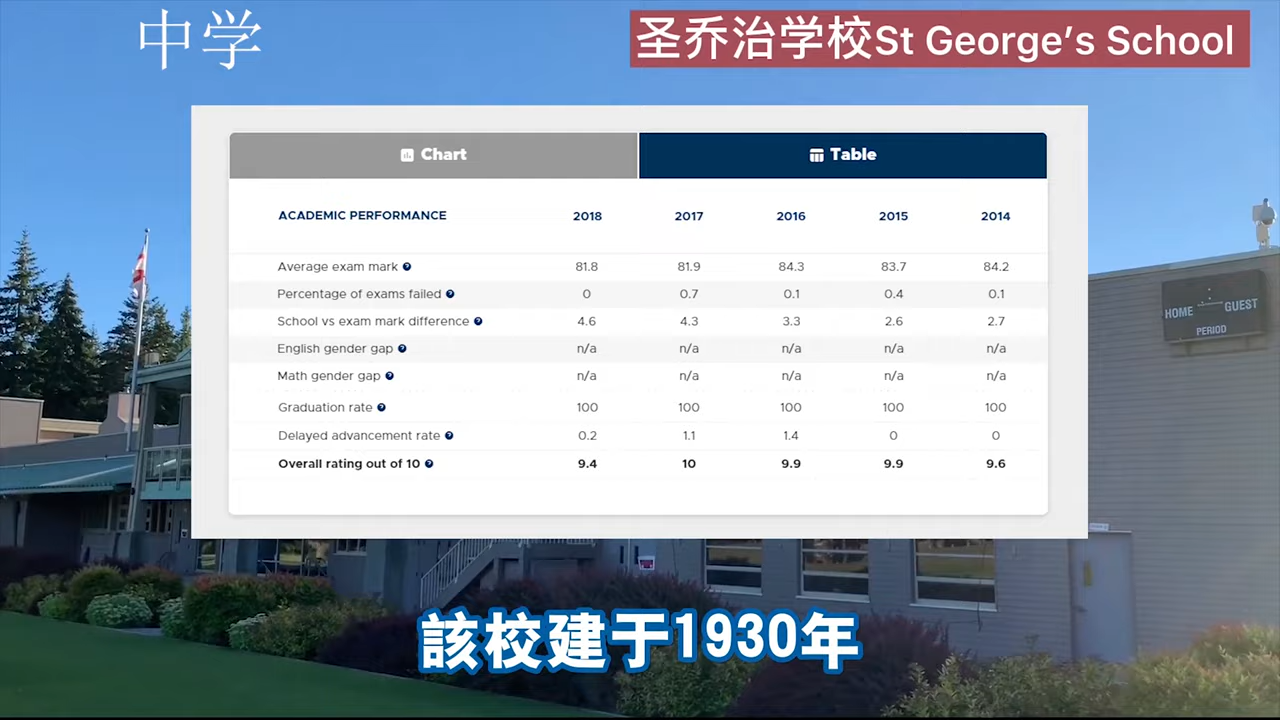 中学
圣乔治学校St George’s School
Chart Table
ACADEMIC PERFORMANCE 2018 2017 2016 2015 2014
Average exam mark 81.8 81.9 84.3 83.7 84.2
Percentage of exams failed 0 0.7 0.1 0.4 0.1
School vs exam mark difference 4.6 4.3 3.3 2.6 2.7
English gender gap n/a n/a n/a n/a n/a
Math gender gap n/a n/a n/a n/a n/a
Graduation rate 100 100 100 100 100
Delayed advancement rate 0.2 1.1 1.4 0 0
Overall rating out of 10 9.4 10 9.9 9.9 9.6
HOME GUEST
PERIOD
該校建于1930年